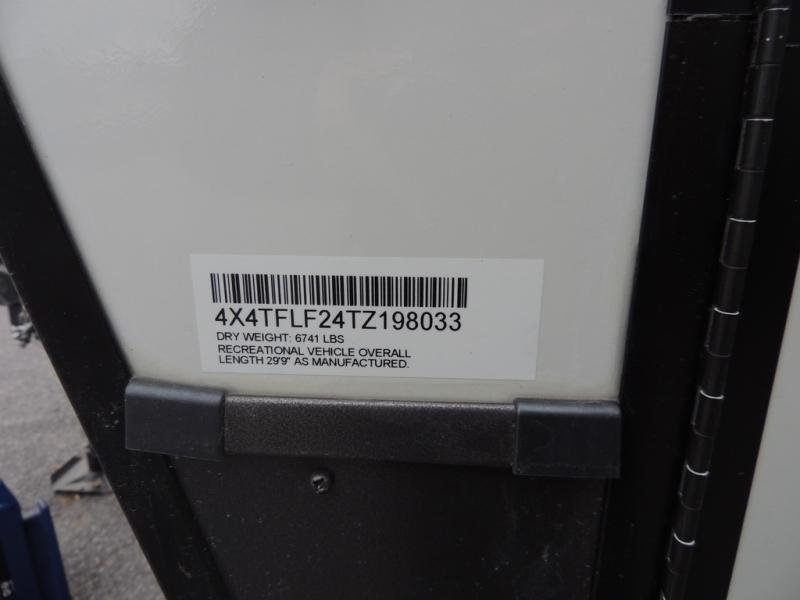 4X4TFLF24TZ198033
DRY WEIGHT: 6741 LBS
RECREATIONAL VEHICLE OVERALL
LENGTH 29'9" AS MANUFACTURED.